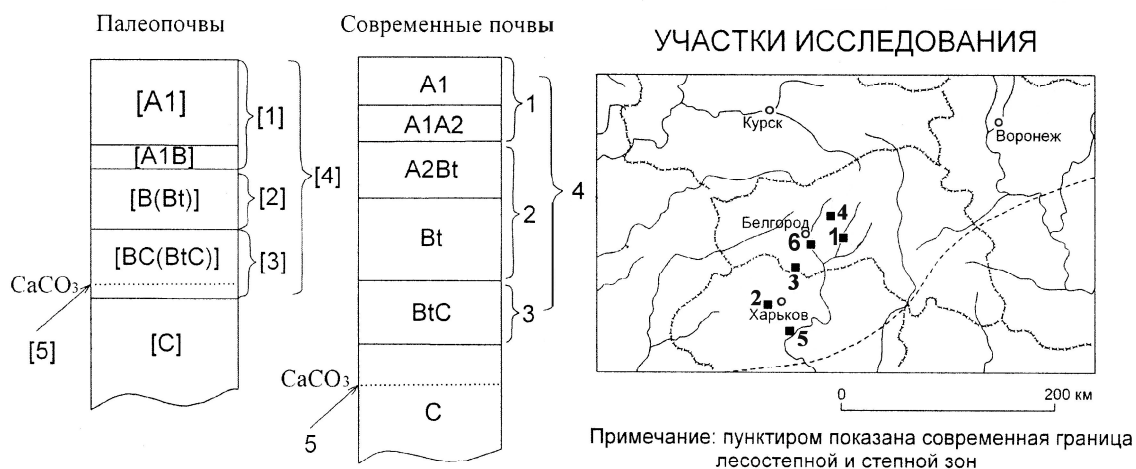 Палеопочвы
[A1]
[A1B]
[B(Bt)]
[BC(BtC)]
[C]
[1]
[2]
[3]
[4]
CaCO₃
[5]
Современные почвы
A1
A1A2
A2Bt
Bt
BtC
C
1
2
3
4
CaCO₃
5
УЧАСТКИ ИССЛЕДОВАНИЯ
Курск
Воронеж
Белгород
4
6
1
3
2
Харьков
5
0
200 км
Примечание: пунктиром показана современная граница
лесостепной и степной зон